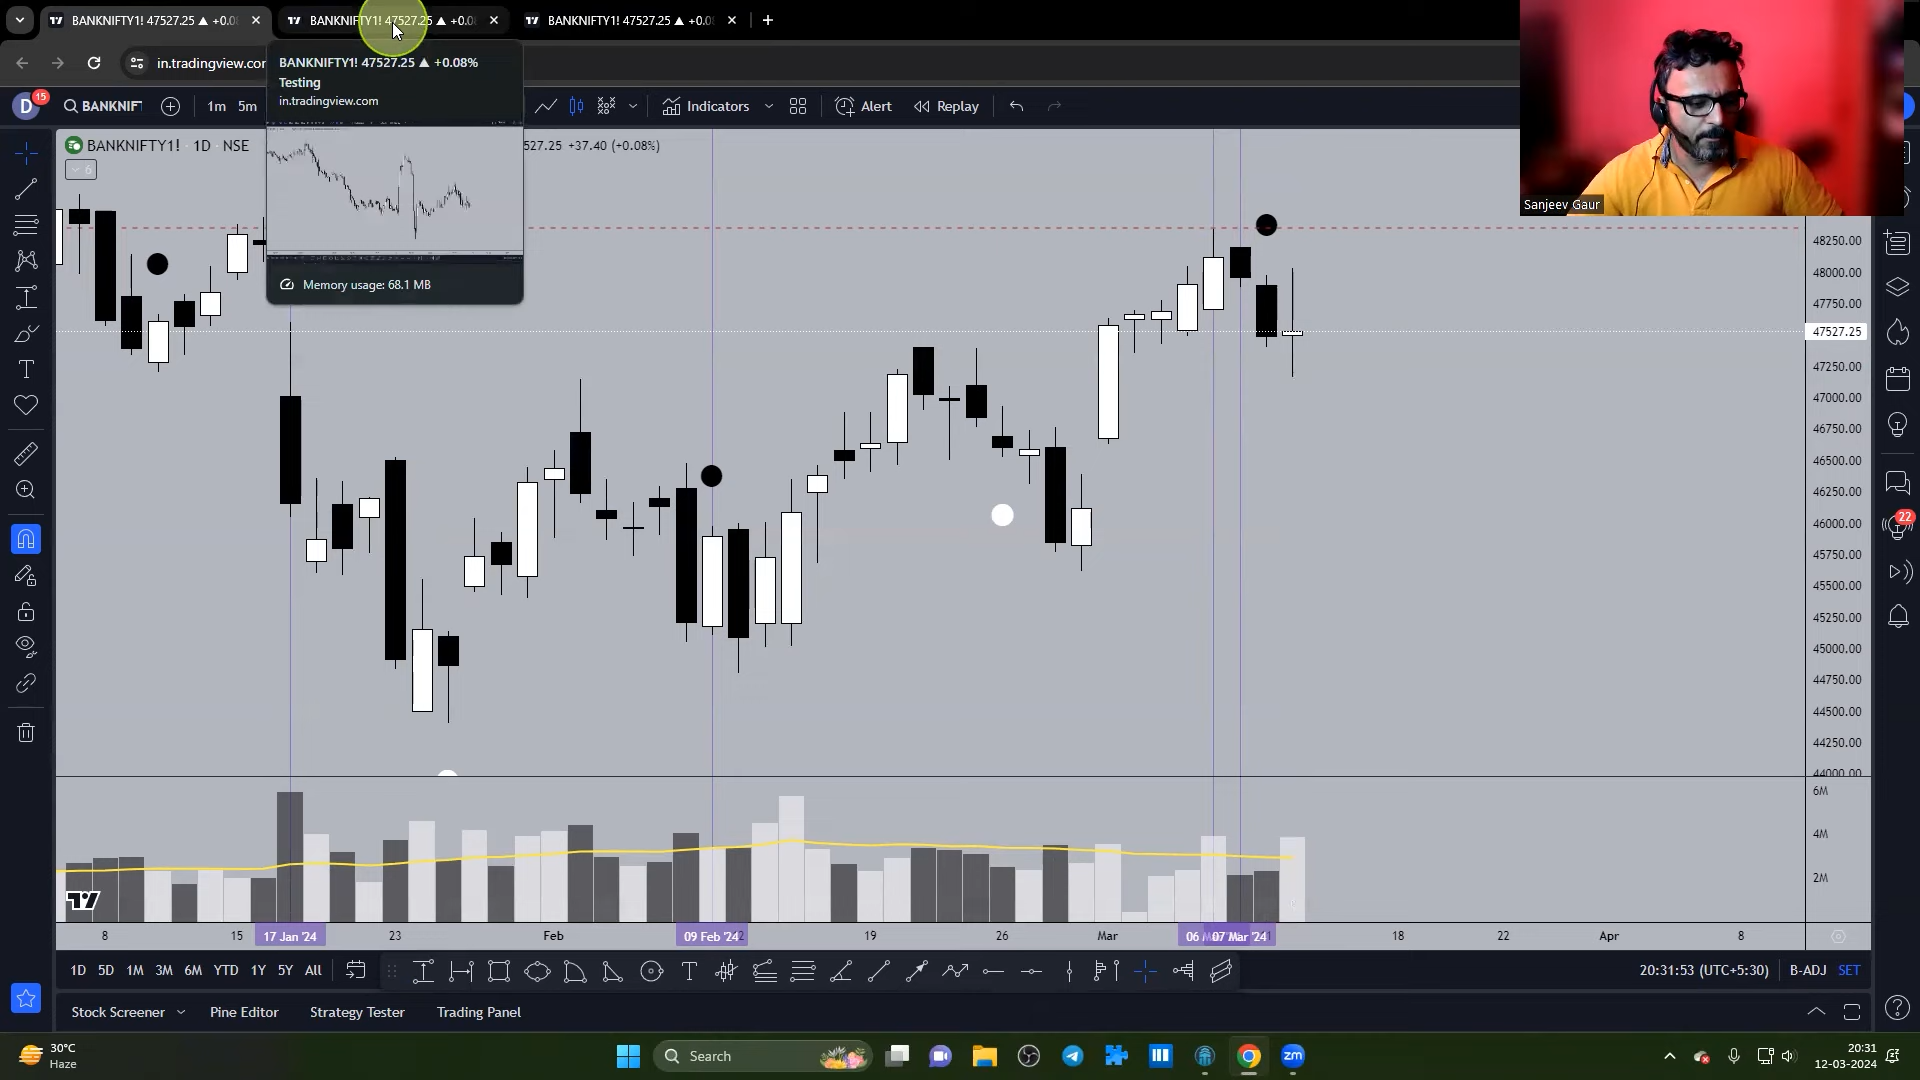 BANKNIFTY1! 47527.25 ▲ +0.0
BANKNIFTY1! 47527.25 ▲ +0.0
BANKNIFTY1! 47527.25 ▲ +0.0
in.tradingview.com
BANKNIFTY1! 47527.25 ▲ +0.08%
Testing
in.tradingview.com
Memory usage: 68.1 MB
D 15
BANKNIF
1m 5m
Indicators
Alert
Replay
BANKNIFTY1! · 1D · NSE
527.25 +37.40 (+0.08%)
6
Sanjeev Gaur
48250.00
48000.00
47750.00
47527.25
47250.00
47000.00
46750.00
46500.00
46250.00
46000.00
45750.00
45500.00
45250.00
45000.00
44750.00
44500.00
44250.00
44000.00
6M
4M
2M
22
8 15 17 Jan '24 23 Feb 09 Feb '24 19 26 Mar 06 07 Mar '24 18 22 Apr 8
1D 5D 1M 3M 6M YTD 1Y 5Y All
20:31:53 (UTC+5:30) B-ADJ SET
Stock Screener Pine Editor Strategy Tester Trading Panel
30°C
Haze
Search
zm
20:31
12-03-2024